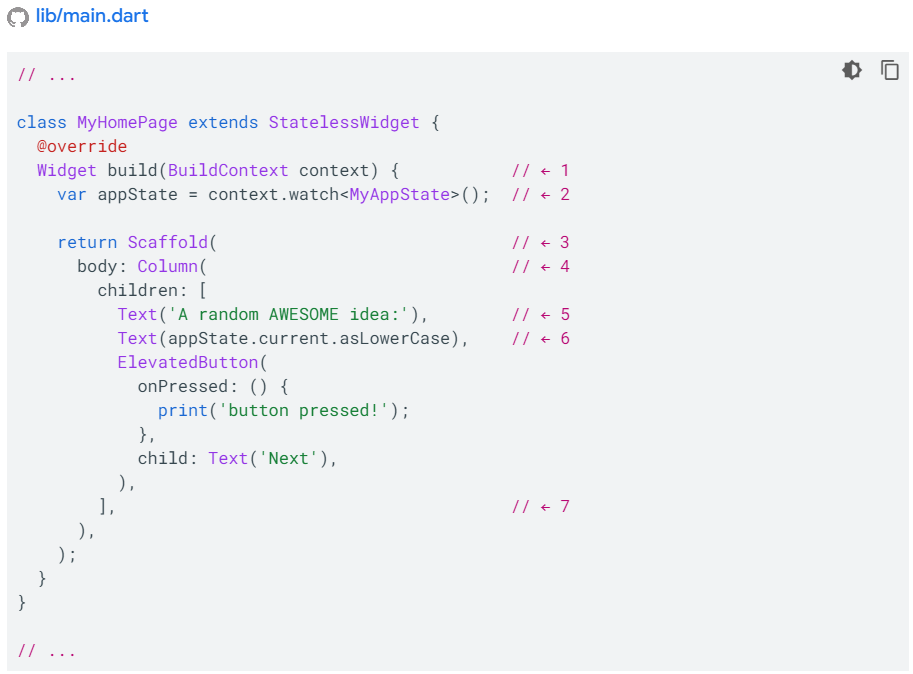 lib/main.dart
// ...
class MyHomePage extends StatelessWidget {
  @override
  Widget build(BuildContext context) {           // ← 1
    var appState = context.watch<MyAppState>();  // ← 2
    return Scaffold(                             // ← 3
      body: Column(                              // ← 4
        children: [
          Text('A random AWESOME idea:'),        // ← 5
          Text(appState.current.asLowerCase),    // ← 6
          ElevatedButton(
            onPressed: () {
              print('button pressed!');
            },
            child: Text('Next'),
          ),
        ],                                       // ← 7
      ),
    );
  }
}
// ...